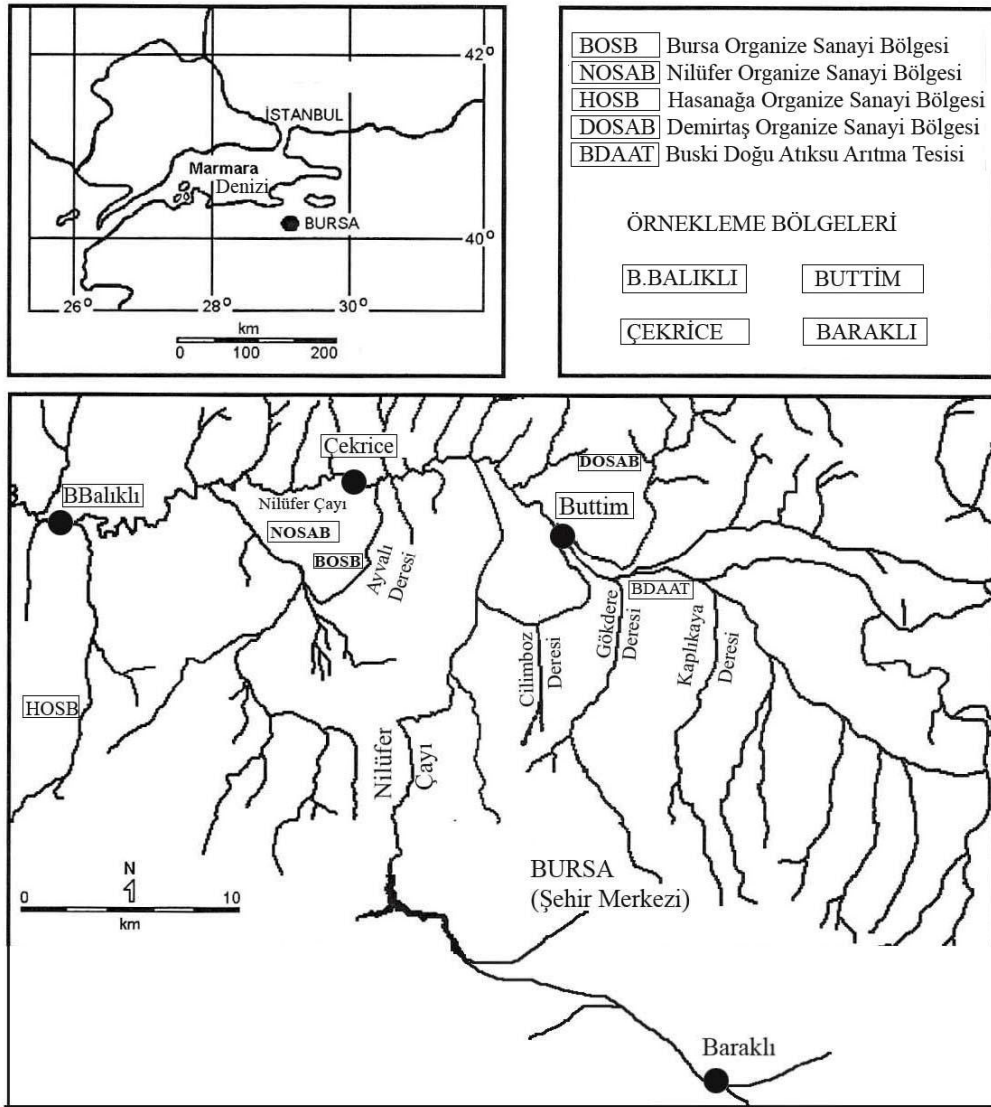 42°
İSTANBUL
Marmara
Denizi
BURSA
40°
26°
28°
30°
km
0 100 200
BOSB Bursa Organize Sanayi Bölgesi
NOSAB Nilüfer Organize Sanayi Bölgesi
HOSB Hasanağa Organize Sanayi Bölgesi
DOSAB Demirtaş Organize Sanayi Bölgesi
BDAAT Buski Doğu Atıksu Arıtma Tesisi
ÖRNEKLEME BÖLGELERİ
B.BALIKLI BUTTİM
ÇEKRİCE BARAKLI
Çekrice
DOSAB
BBalıklı
Nilüfer Çayı
Buttim
NOSAB
BOSB
Ayvalı
Deresi
BDAAT
Gökdere
Deresi
Kaplıkaya
Deresi
Cilimboz
Deresi
HOSB
Nilüfer
Çayı
N
0 10
km
BURSA
(Şehir Merkezi)
Baraklı